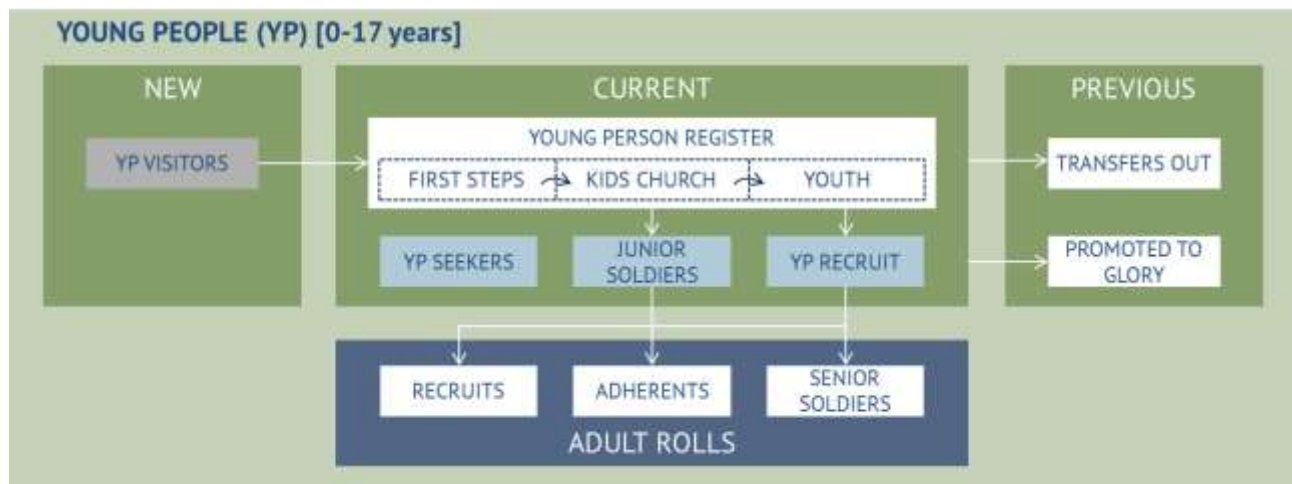 YOUNG PEOPLE (YP) [0-17 years]
NEW
CURRENT
PREVIOUS
YP VISITORS
YOUNG PERSON REGISTER
FIRST STEPS
KIDS CHURCH
YOUTH
TRANSFERS OUT
YP SEEKERS
JUNIOR
SOLDIERS
YP RECRUIT
PROMOTED TO
GLORY
RECRUITS
ADHERENTS
SENIOR
SOLDIERS
ADULT ROLLS